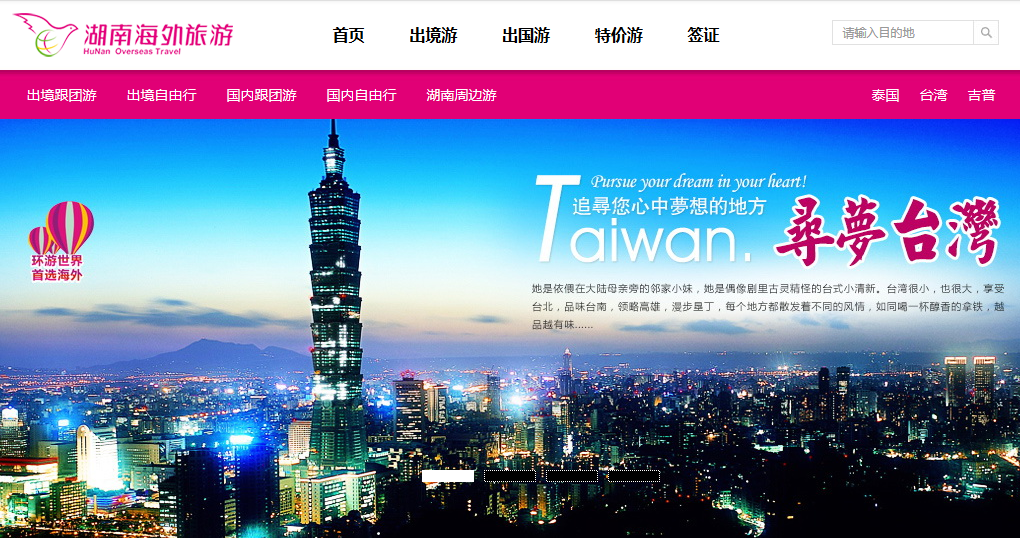 湖南海外旅游
HuNan Overseas Travel
首页 出境游 出国游 特价游 签证
请输入目的地
出境跟团游 出境自由行 国内跟团游 国内自由行 湖南周边游 泰国 台湾 吉普
Pursue your dream in your heart!
追尋您心中夢想的地方
Taiwan.
尋夢台灣
环游世界
首选海外
她是依偎在大陆母亲旁的邻家小妹，她是偶像剧里古灵精怪的台式小清新。台湾很小，也很大，享受
台北，品味台南，领略高雄，漫步垦丁，每个地方都散发着不同的风情，如同喝一杯醇香的拿铁，越
品越有味......